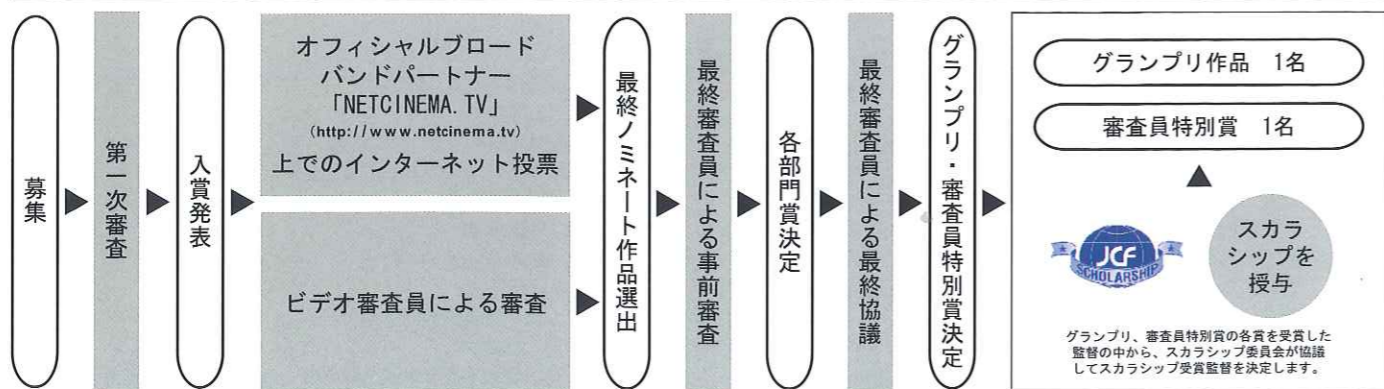 募集
第一次審査
入賞発表
オフィシャルブロード
バンドパートナー
「NETCINEMA.TV」
(http://www.netcinema.tv)
上でのインターネット投票
ビデオ審査員による審査
最終ノミネート作品選出
最終審査員による事前審査
各部門賞決定
最終審査員による最終協議
グランプリ・審査員特別賞決定
グランプリ作品 1名
審査員特別賞 1名
JCF
SCHOLARSHIP
スカラ
シップを
授与
グランプリ、審査員特別賞の各賞を受賞した
監督の中から、スカラシップ委員会が協議
してスカラシップ受賞監督を決定します。